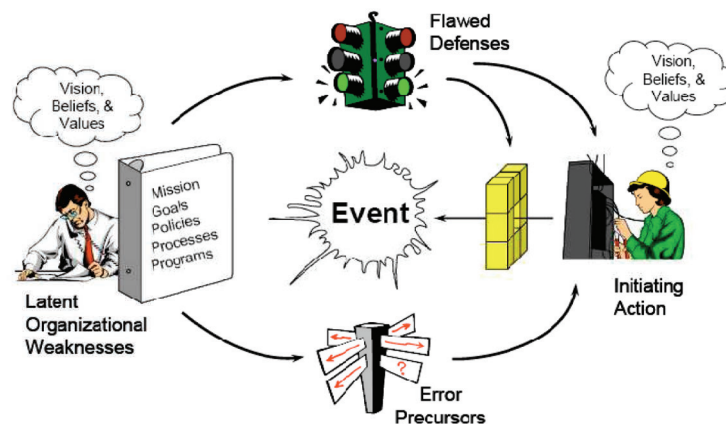 Flawed
Defenses
Vision,
Beliefs, &
Values
Vision,
Beliefs, &
Values
Mission
Goals
Policies
Processes
Programs
Event
Latent
Organizational
Weaknesses
Initiating
Action
?
Error
Precursors